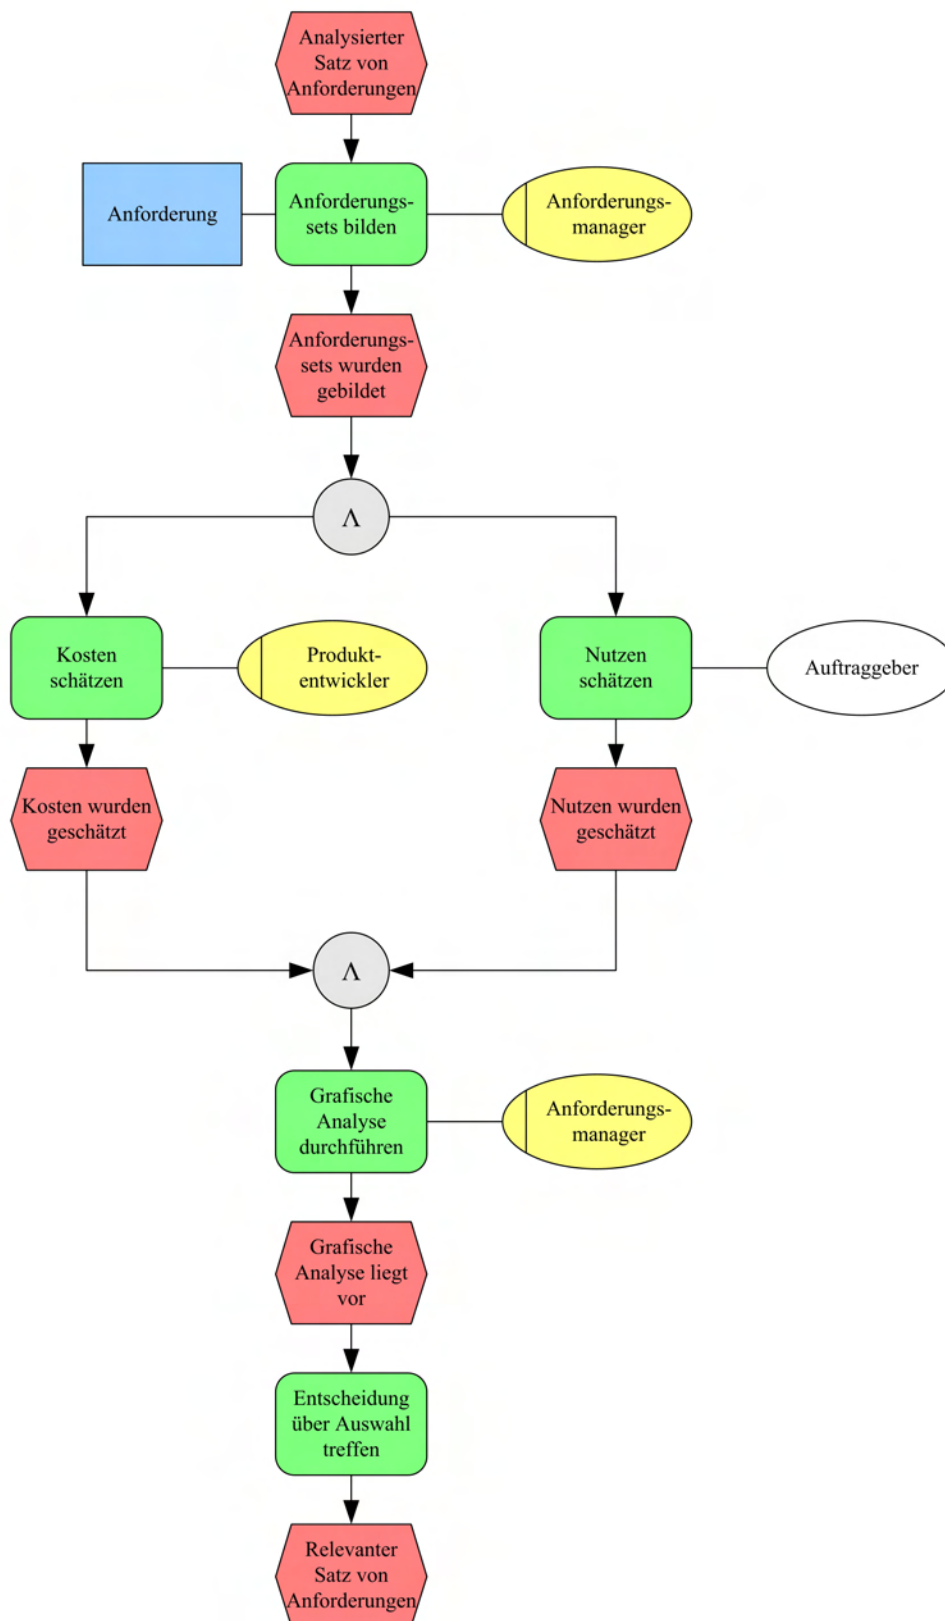 Analysierter
Satz von
Anforderungen
Anforderung
Anforderungs-
sets bilden
Anforderungs-
manager
Anforderungs-
sets wurden
gebildet
Λ
Kosten
schätzen
Produkt-
entwickler
Nutzen
schätzen
Auftraggeber
Kosten wurden
geschätzt
Nutzen wurden
geschätzt
Λ
Grafische
Analyse
durchführen
Anforderungs-
manager
Grafische
Analyse liegt
vor
Entscheidung
über Auswahl
treffen
Relevanter
Satz von
Anforderungen